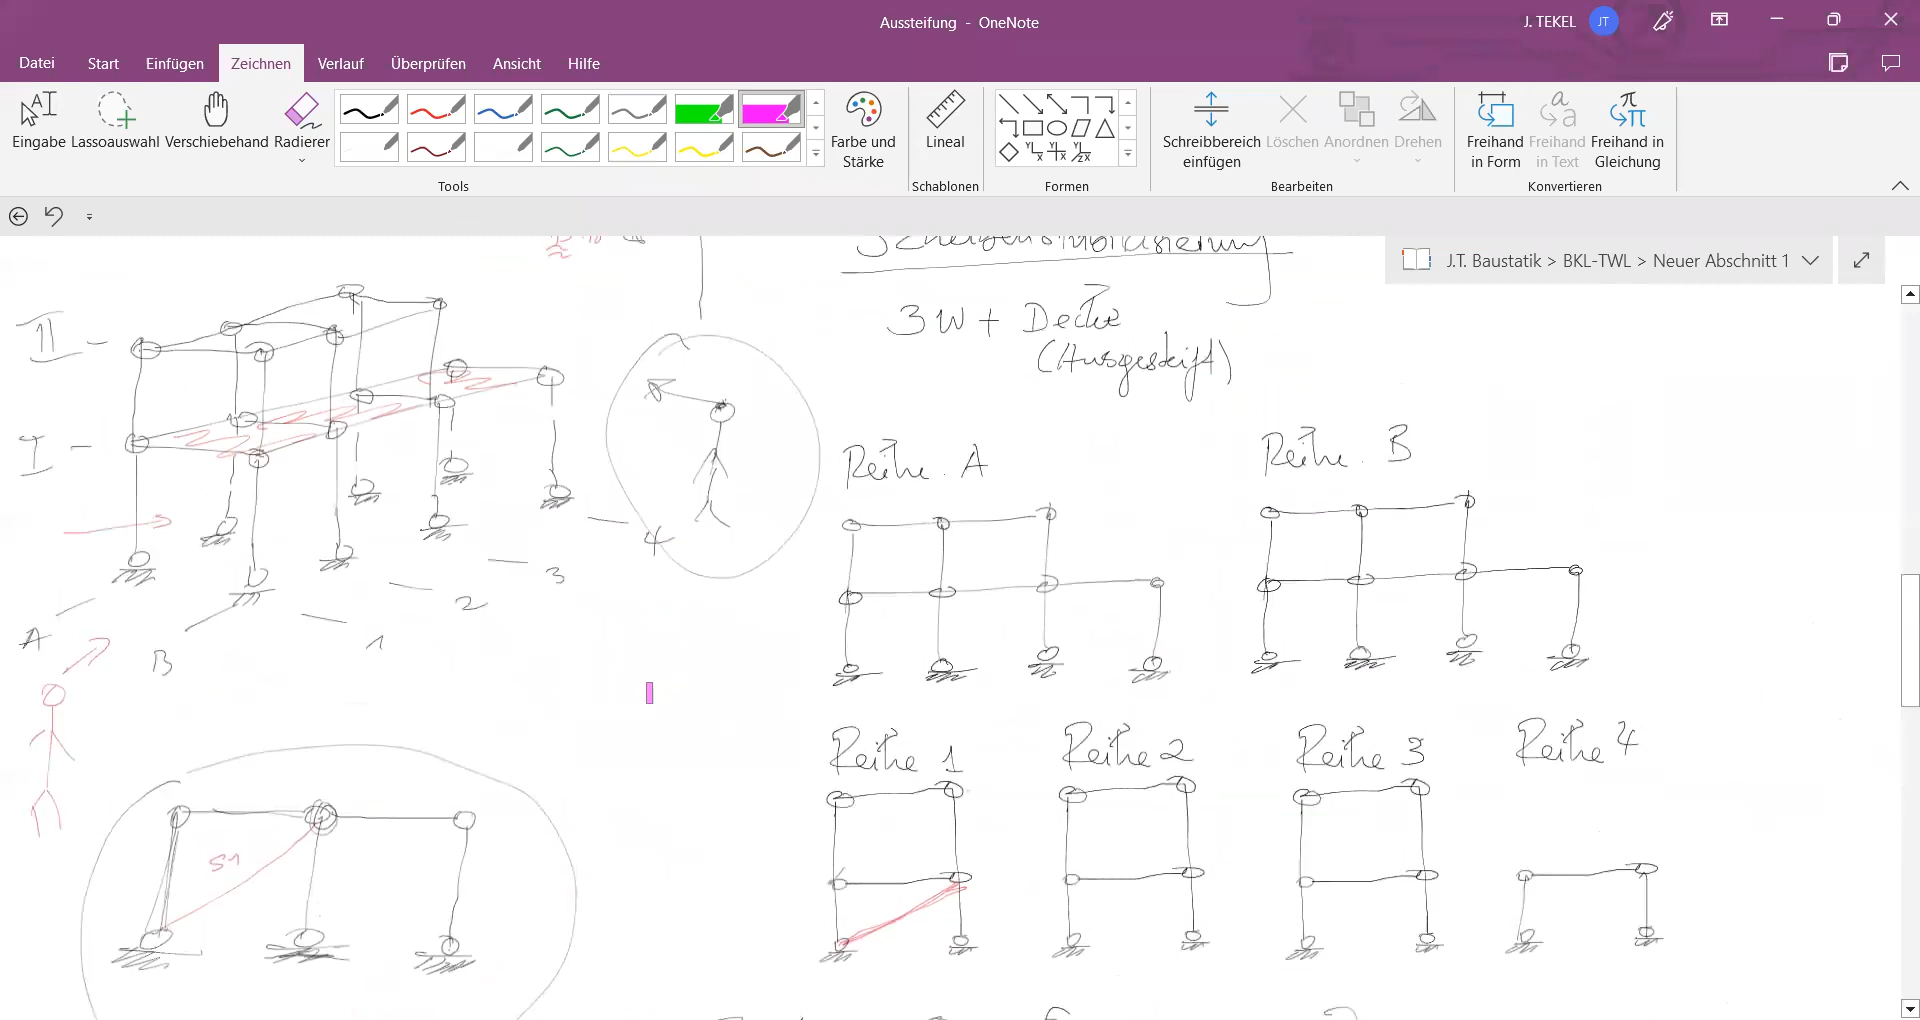 Aussteifung - OneNote
J. TEKEL
JT
Datei Start Einfügen Zeichnen Verlauf Überprüfen Ansicht Hilfe
Eingabe Lassoauswahl Verschiebehand Radierer
Farbe und Stärke
Lineal
Schreibbereich einfügen
Löschen Anordnen Drehen
Freihand in Form
Freihand in Text
Freihand in Gleichung
Tools Schablonen Formen Bearbeiten Konvertieren
J.T. Baustatik > BKL-TWL > Neuer Abschnitt 1
3W + Decke
(Ausgesteift)
II
I
Reihe A
Reihe B
4
3
2
1
A
B
Reihe 1
Reihe 2
Reihe 3
Reihe 4
S1